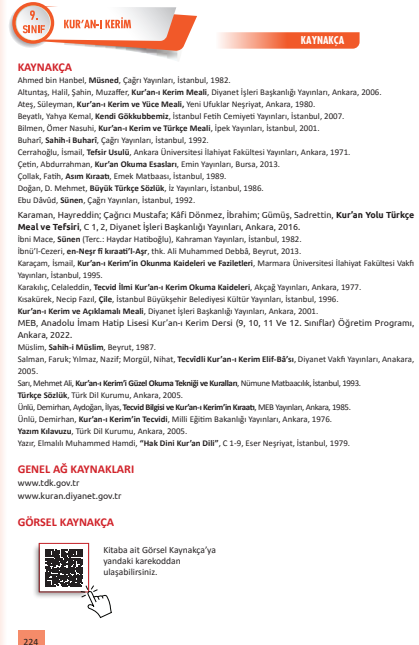 9.
SINIF
KUR'AN-I KERİM
KAYNAKÇA
KAYNAKÇA
Ahmed bin Hanbel, Müsned, Çağrı Yayınları, İstanbul, 1982.
Altuntaş, Halil, Şahin, Muzaffer, Kur'an-ı Kerim Meali, Diyanet İşleri Başkanlığı Yayınları, Ankara, 2006.
Ateş, Süleyman, Kur'an-ı Kerim ve Yüce Meali, Yeni Ufuklar Neşriyat, Ankara, 1980.
Beyatlı, Yahya Kemal, Kendi Gökkubbemiz, İstanbul Fetih Cemiyeti Yayınları, İstanbul, 2007.
Bilmen, Ömer Nasuhi, Kur'an-ı Kerim ve Türkçe Meali, İpek Yayınları, İstanbul, 2001.
Buharî, Sahih-i Buharî, Çağrı Yayınları, İstanbul, 1992.
Cerrahoğlu, İsmail, Tefsir Usulü, Ankara Üniversitesi İlahiyat Fakültesi Yayınları, Ankara, 1971.
Çetin, Abdurrahman, Kur'an Okuma Esasları, Emin Yayınları, Bursa, 2013.
Çollak, Fatih, Asım Kıraatı, Emek Matbaası, İstanbul, 1989.
Doğan, D. Mehmet, Büyük Türkçe Sözlük, İz Yayınları, İstanbul, 1986.
Ebu Dâvûd, Sünen, Çağrı Yayınları, İstanbul, 1992.
Karaman, Hayreddin; Çağrıcı Mustafa; Kâfi Dönmez, İbrahim; Gümüş, Sadrettin, Kur'an Yolu Türkçe
Meal ve Tefsiri, C 1, 2, Diyanet İşleri Başkanlığı Yayınları, Ankara, 2016.
İbni Mace, Sünen (Terc.: Haydar Hatiboğlu), Kahraman Yayınları, İstanbul, 1982.
İbnü'l-Cezeri, en-Neşr fî kıraati'l-Aşr, thk. Ali Muhammed Debbâ, Beyrut, 2013.
Karaçam, İsmail, Kur'an-ı Kerim'in Okunma Kaideleri ve Faziletleri, Marmara Üniversitesi İlahiyat Fakültesi Vakfı
Yayınları, İstanbul, 1995.
Karakılıç, Celaleddin, Tecvid İlmi Kur'an-ı Kerim Okuma Kaideleri, Akçağ Yayınları, Ankara, 1977.
Kısakürek, Necip Fazıl, Çile, İstanbul Büyükşehir Belediyesi Kültür Yayınları, İstanbul, 1996.
Kur'an-ı Kerim ve Açıklamalı Meali, Diyanet İşleri Başkanlığı Yayınları, Ankara, 2001.
MEB, Anadolu İmam Hatip Lisesi Kur'an-ı Kerim Dersi (9, 10, 11 Ve 12. Sınıflar) Öğretim Programı,
Ankara, 2022.
Müslim, Sahih-i Müslim, Beyrut, 1987.
Salman, Faruk; Yılmaz, Nazif; Morgül, Nihat, Tecvîdli Kur'an-ı Kerim Elif-Bâ'sı, Diyanet Vakfı Yayınları, Anakara,
2005.
Sarı, Mehmet Ali, Kur'an-ı Kerim'i Güzel Okuma Tekniği ve Kuralları, Nümune Matbaacılık, İstanbul, 1993.
Türkçe Sözlük, Türk Dil Kurumu, Ankara, 2005.
Ünlü, Demirhan, Aydoğan, İlyas, Tecvid Bilgisi ve Kur'an-ı Kerim'in Kıraatı, MEB Yayınları, Ankara, 1985.
Ünlü, Demirhan, Kur'an-ı Kerim'in Tecvidi, Milli Eğitim Bakanlığı Yayınları, Ankara, 1976.
Yazım Kılavuzu, Türk Dil Kurumu, Ankara, 2005.
Yazır, Elmalılı Muhammed Hamdi, "Hak Dini Kur'an Dili", C 1-9, Eser Neşriyat, İstanbul, 1979.
GENEL AĞ KAYNAKLARI
www.tdk.gov.tr
www.kuran.diyanet.gov.tr
GÖRSEL KAYNAKÇA
Kitaba ait Görsel Kaynakça'ya
yandaki karekoddan
ulaşabilirsiniz.
224